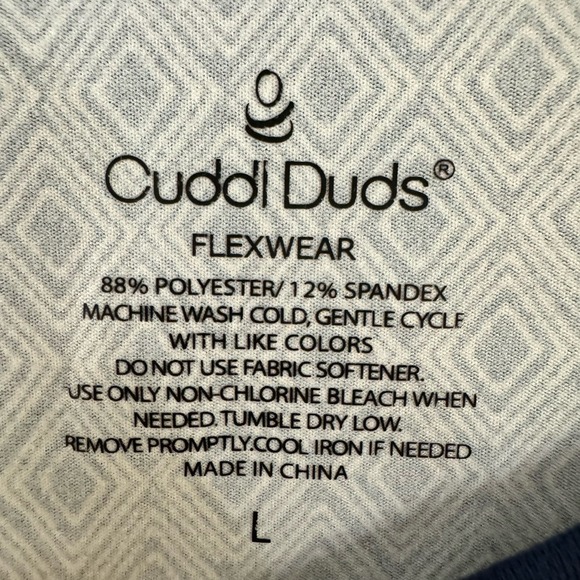 Cuddl Duds®
FLEXWEAR
88% POLYESTER/ 12% SPANDEX
MACHINE WASH COLD, GENTLE CYCLE
WITH LIKE COLORS
DO NOT USE FABRIC SOFTENER.
USE ONLY NON-CHLORINE BLEACH WHEN
NEEDED. TUMBLE DRY LOW.
REMOVE PROMPTLY.COOL IRON IF NEEDED
MADE IN CHINA
L